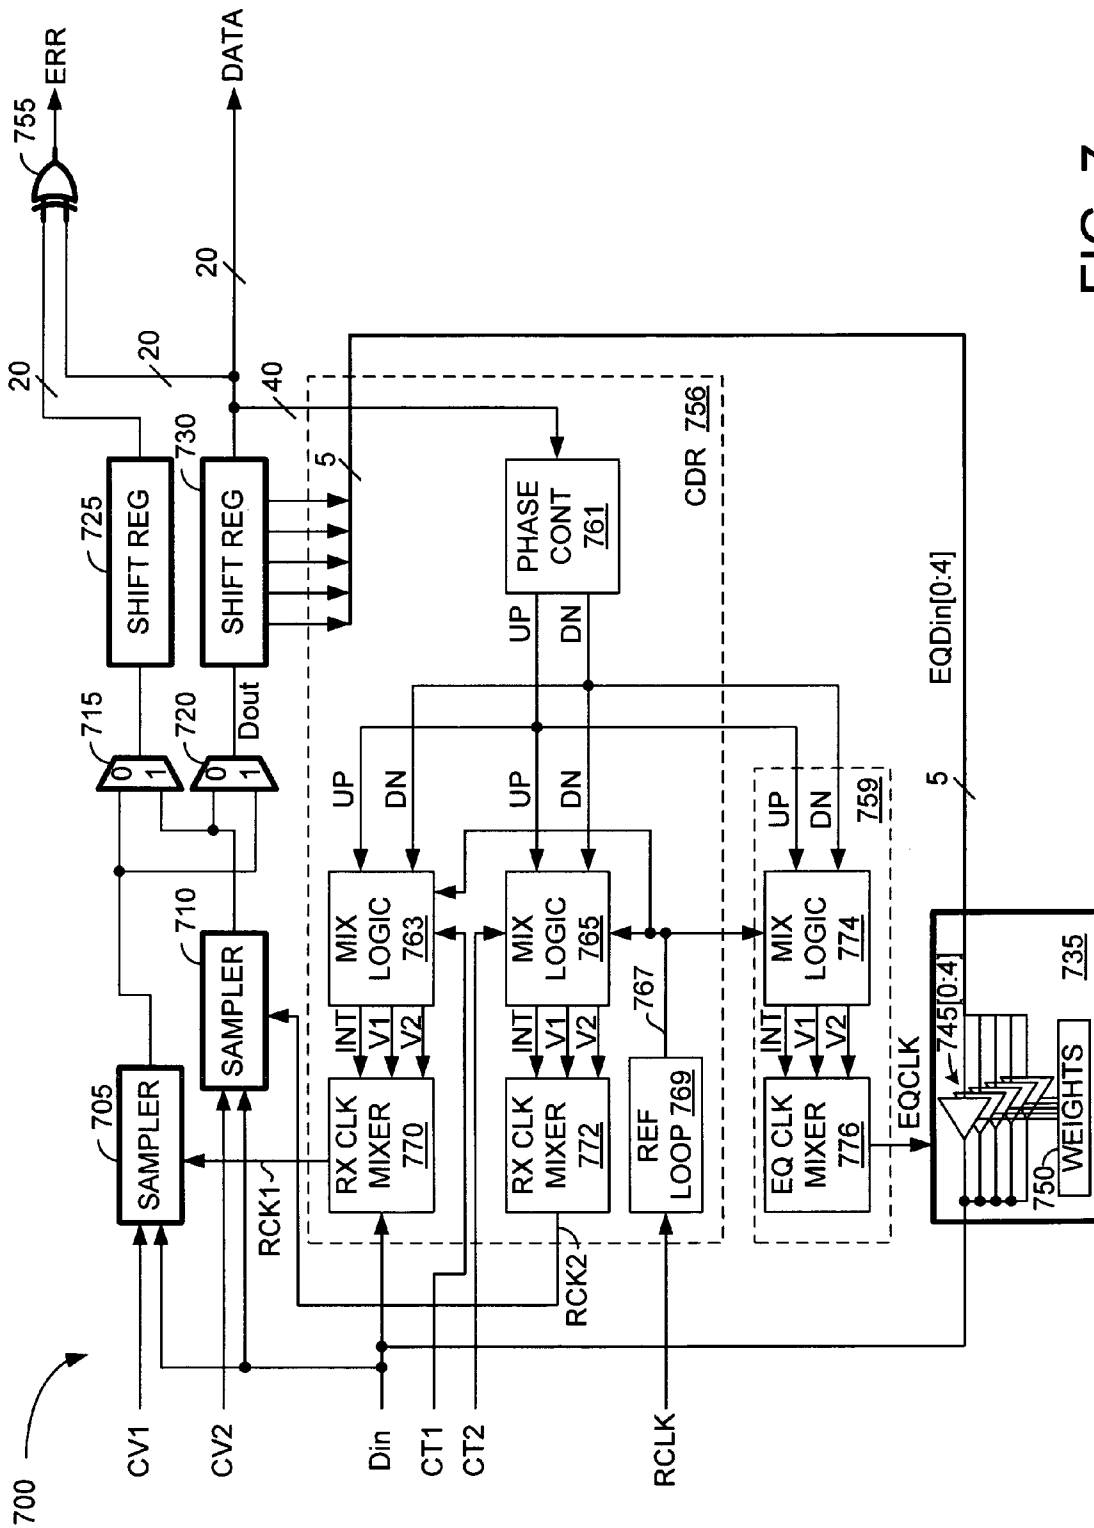 700
CV1
CV2
Din
CT1
CT2
RCLK
705
SAMPLER
710
SAMPLER
RCK1
RCK2
715
0
1
720
0
1
Dout
725
SHIFT REG
730
SHIFT REG
20
20
20
40
5
755
ERR
DATA
CDR 756
PHASE CONT 761
UP
DN
UP
DN
UP
DN
UP
DN
MIX LOGIC 763
MIX LOGIC 765
MIX LOGIC 774
INT
V1
V2
INT
V1
V2
INT
V1
V2
RX CLK MIXER 770
RX CLK MIXER 772
REF LOOP 769
767
EQ CLK MIXER 776
759
EQCLK
EQDin[0:4]
5
745[0:4]
735
750
WEIGHTS